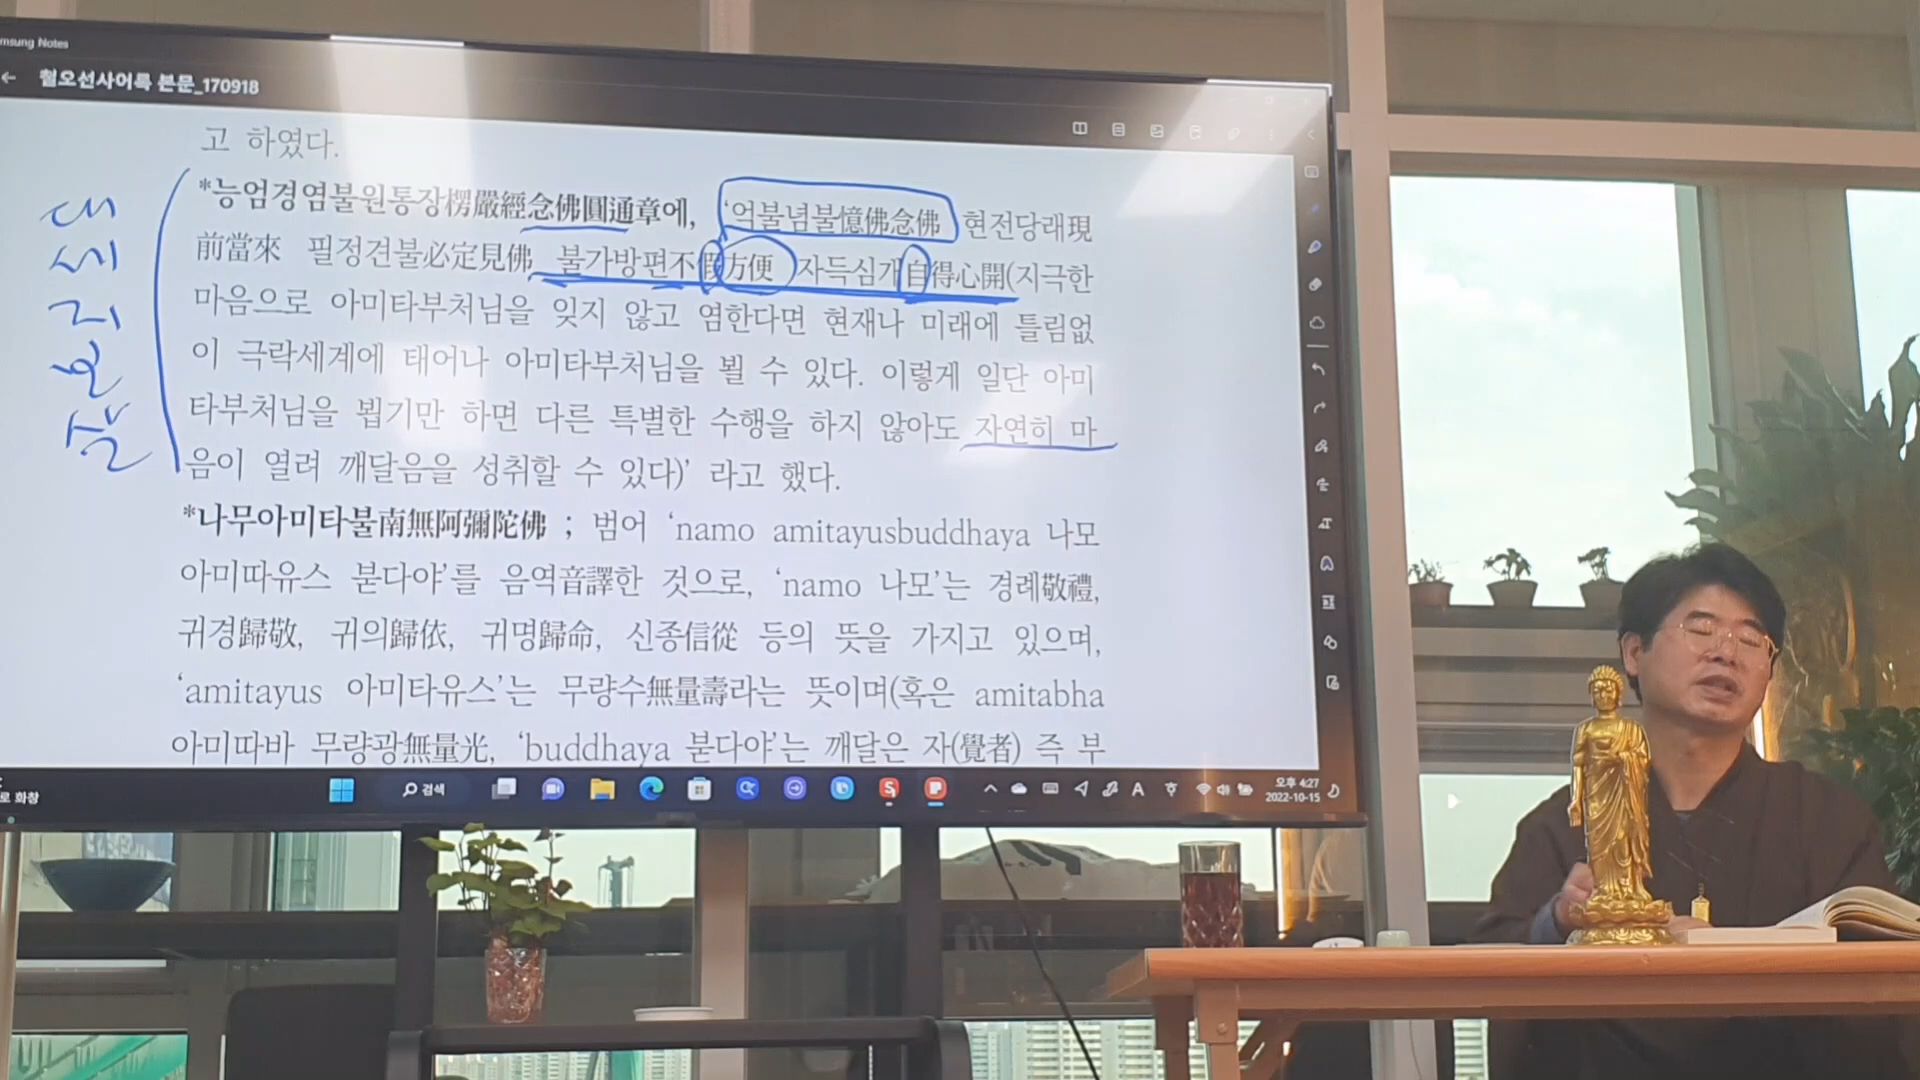 msung Notes
철오선사어록 본문_170918
고 하였다.
*능엄경염불원통장楞嚴經念佛圓通章에, ‘억불념불憶佛念佛 현전당래現
前當來 필정견불必定見佛 불가방편不假方便 자득심개自得心開(지극한
마음으로 아미타부처님을 잊지 않고 염한다면 현재나 미래에 틀림없
이 극락세계에 태어나 아미타부처님을 뵐 수 있다. 이렇게 일단 아미
타부처님을 뵙기만 하면 다른 특별한 수행을 하지 않아도 자연히 마
음이 열려 깨달음을 성취할 수 있다)’ 라고 했다.
*나무아미타불南無阿彌陀佛 ; 범어 ‘namo amitayusbuddhaya 나모
아미따유스 붇다야’를 음역音譯한 것으로, ‘namo 나모’는 경례敬禮,
귀경歸敬, 귀의歸依, 귀명歸命, 신종信從 등의 뜻을 가지고 있으며,
‘amitayus 아미타유스’는 무량수無量壽라는 뜻이며(혹은 amitabha
아미따바 무량광無量光, ‘buddhaya 붇다야’는 깨달은 자(覺者) 즉 부
대세지보살
로 화창
검색
A
오후 4:27
2022-10-15